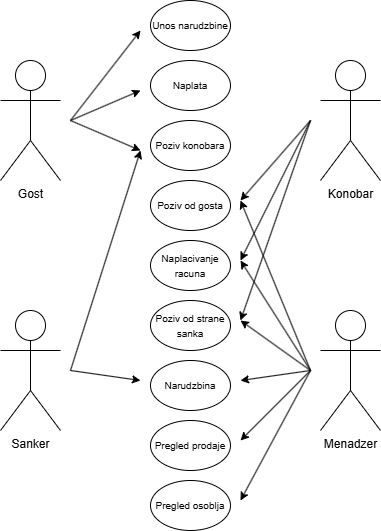 Unos narudzbine
Naplata
Poziv konobara
Gost
Konobar
Poziv od gosta
Naplacivanje
racuna
Poziv od strane
sanka
Narudzbina
Sanker
Menadzer
Pregled prodaje
Pregled osoblja